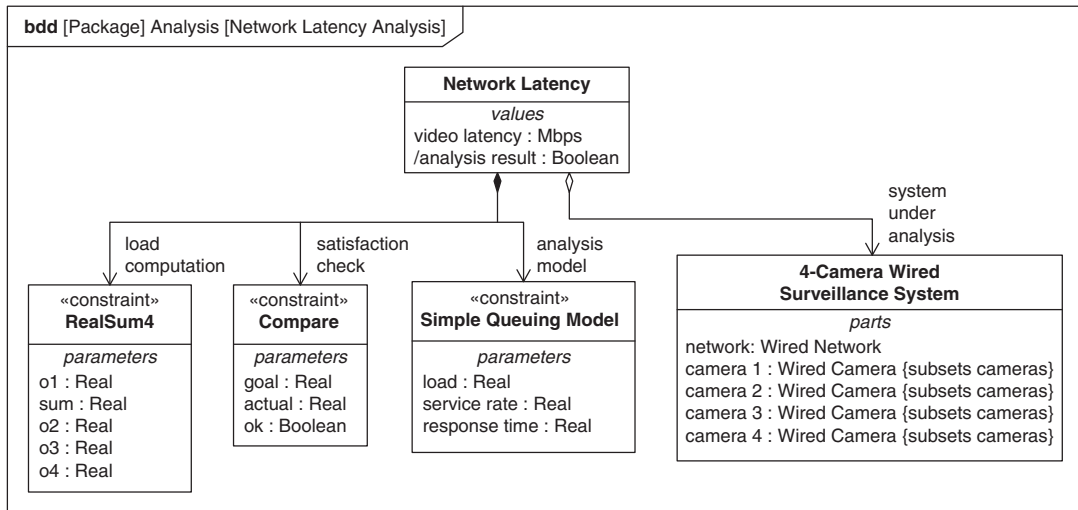 bdd [Package] Analysis [Network Latency Analysis]
Network Latency
values
video latency : Mbps
/analysis result : Boolean
load
computation
satisfaction
check
analysis
model
system
under
analysis
«constraint»
RealSum4
parameters
o1 : Real
sum : Real
o2 : Real
o3 : Real
o4 : Real
«constraint»
Compare
parameters
goal : Real
actual : Real
ok : Boolean
«constraint»
Simple Queuing Model
parameters
load : Real
service rate : Real
response time : Real
4-Camera Wired
Surveillance System
parts
network: Wired Network
camera 1 : Wired Camera {subsets cameras}
camera 2 : Wired Camera {subsets cameras}
camera 3 : Wired Camera {subsets cameras}
camera 4 : Wired Camera {subsets cameras}